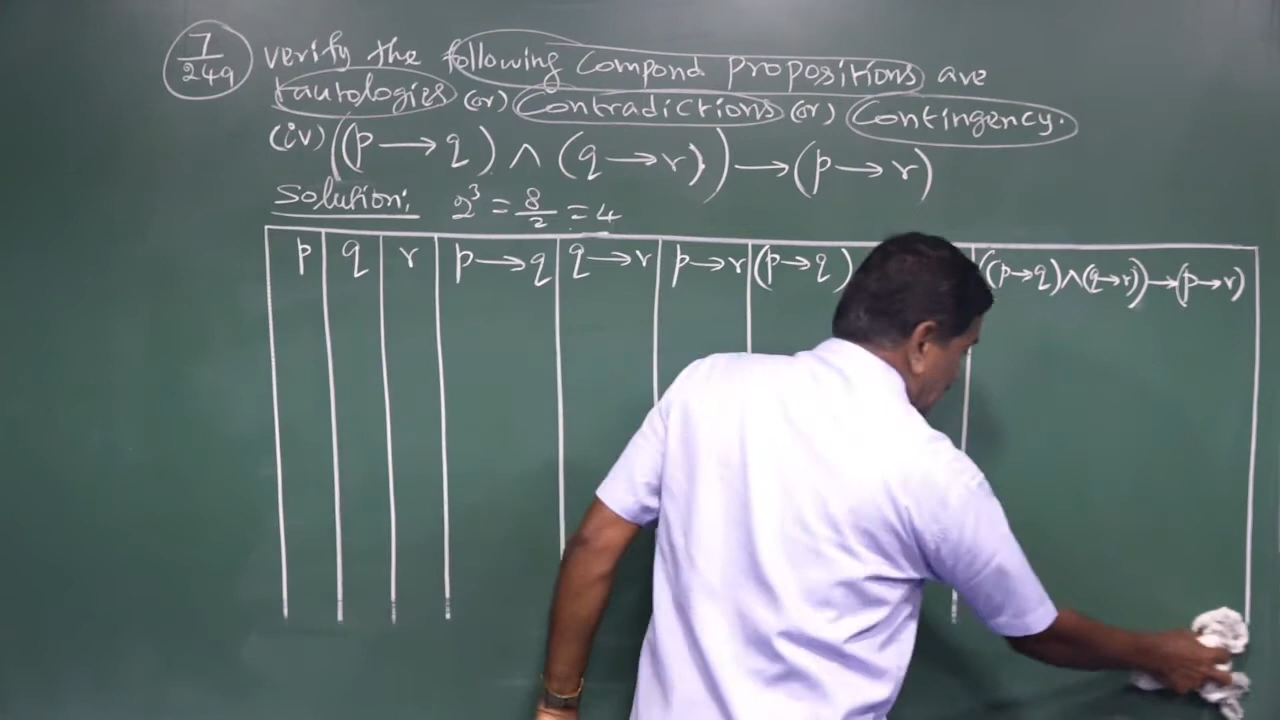 7/249 verify the following compond propositions are
tautologies (or) Contradictions (or) Contingency.
(iv) ((p → q) ∧ (q → r)) → (p → r)
Solution: 2³ = 8/2 = 4
p q r p → q q → r p → r (p → q) ((p → q) ∧ (q → r)) → (p → r)